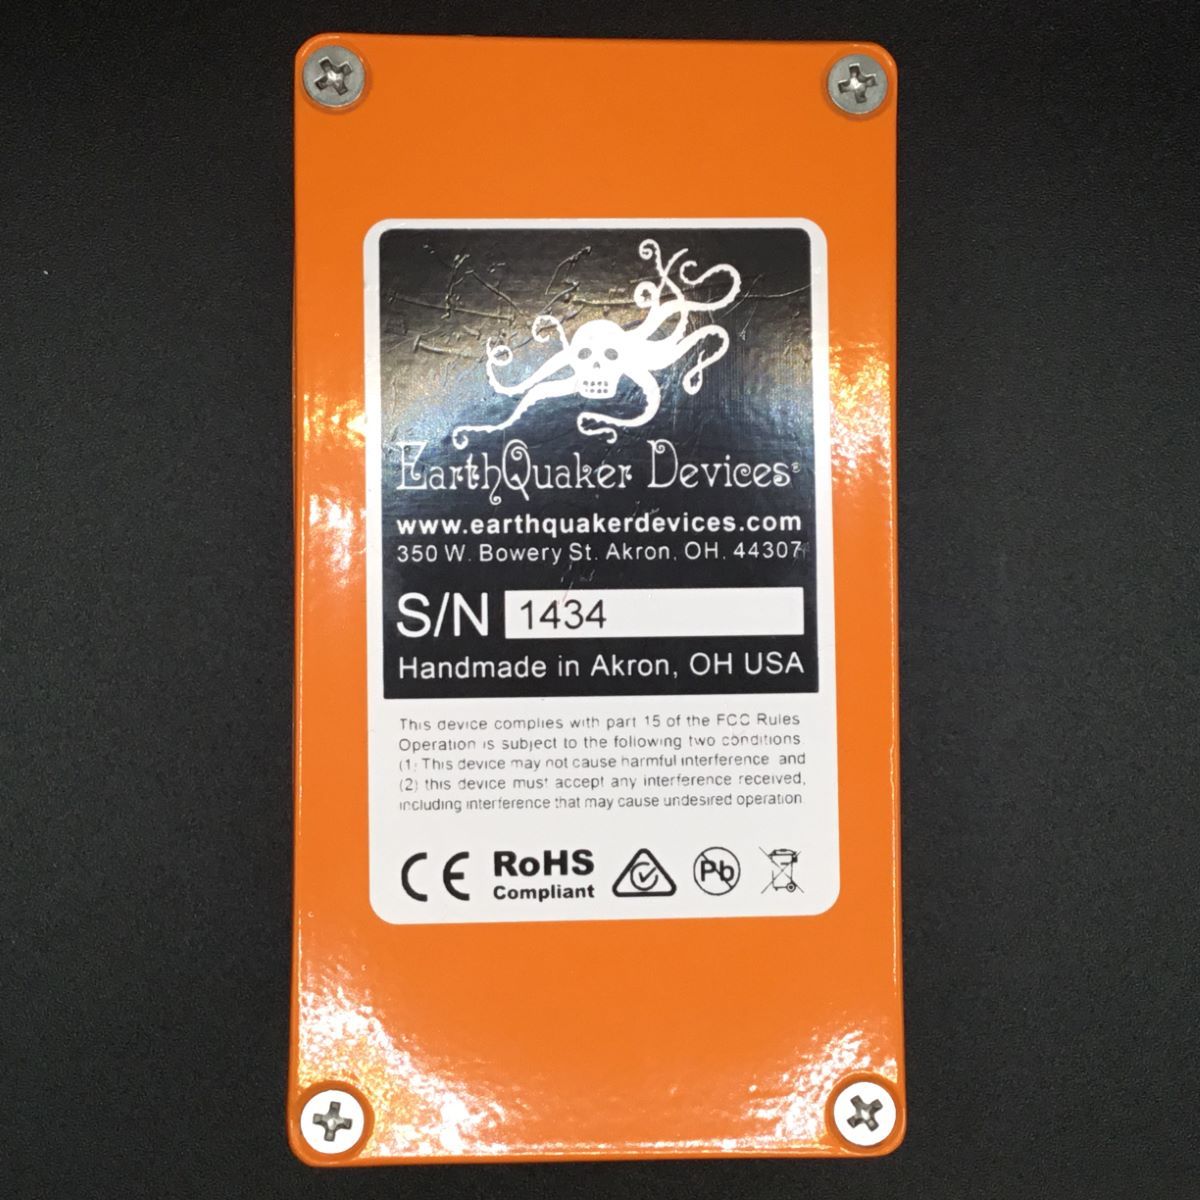 EarthQuaker Devices®
www.earthquakerdevices.com
350 W. Bowery St. Akron, OH, 44307
S/N 1434
Handmade in Akron, OH USA
This device complies with part 15 of the FCC Rules
Operation is subject to the following two conditions
(1) This device may not cause harmful interference and
(2) this device must accept any interference received,
including interference that may cause undesired operation
CE RoHS Pb
Compliant